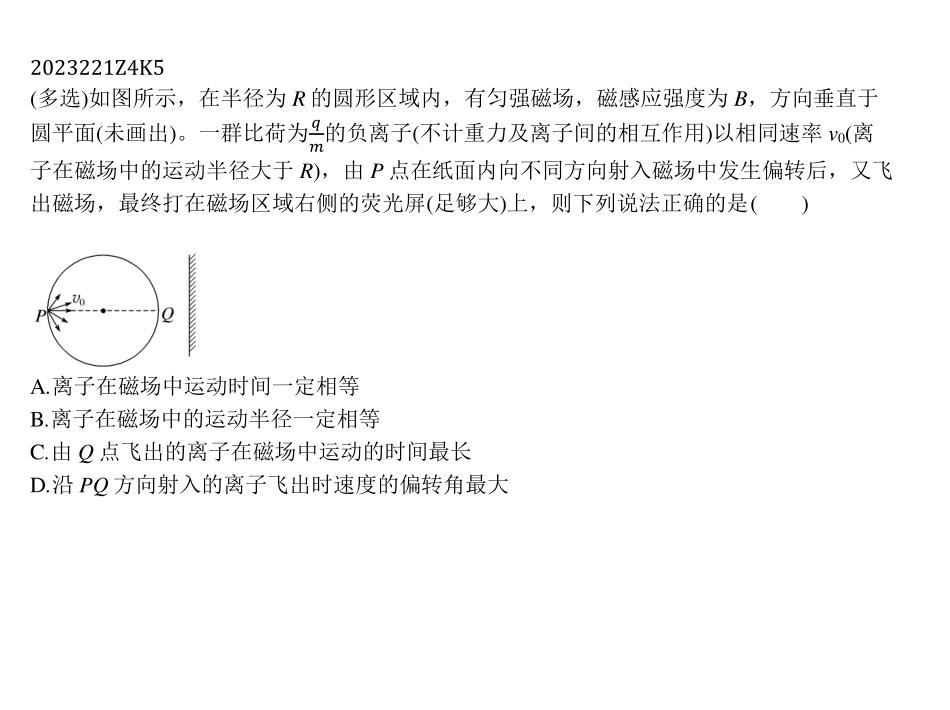 2023221Z4K5
(多选)如图所示，在半径为 R 的圆形区域内，有匀强磁场，磁感应强度为 B，方向垂直于
圆平面(未画出)。一群比荷为q/m的负离子(不计重力及离子间的相互作用)以相同速率 v₀(离
子在磁场中的运动半径大于 R)，由 P 点在纸面内向不同方向射入磁场中发生偏转后，又飞
出磁场，最终打在磁场区域右侧的荧光屏(足够大)上，则下列说法正确的是(　　)
v₀
P
Q
A.离子在磁场中运动时间一定相等
B.离子在磁场中的运动半径一定相等
C.由 Q 点飞出的离子在磁场中运动的时间最长
D.沿 PQ 方向射入的离子飞出时速度的偏转角最大